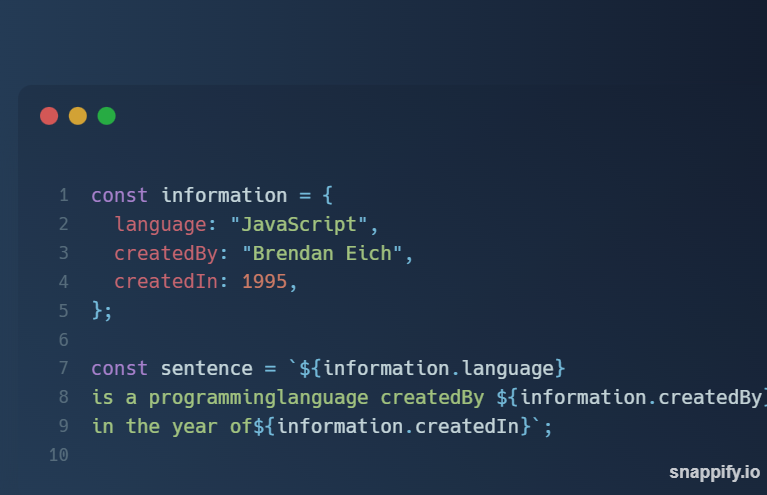 1 const information = {
2 language: "JavaScript",
3 createdBy: "Brendan Eich",
4 createdIn: 1995,
5 };
6
7 const sentence = `${information.language}
8 is a programminglanguage createdBy ${information.createdBy}
9 in the year of${information.createdIn}`;
10
snappify.io